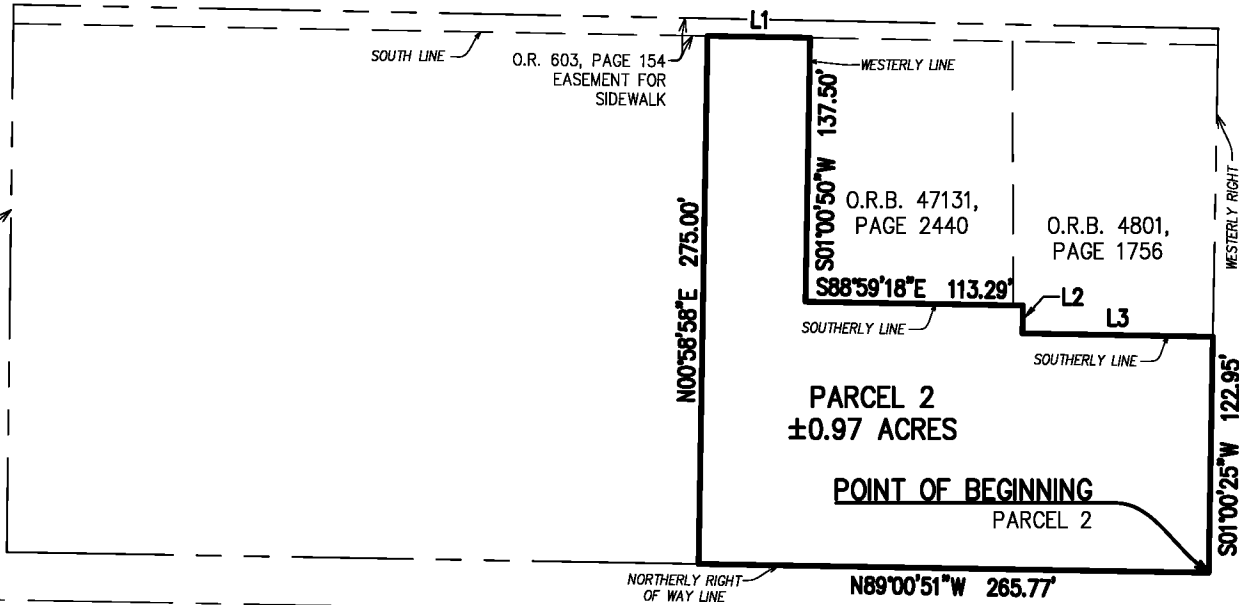 L1
SOUTH LINE
O.R. 603, PAGE 154
EASEMENT FOR
SIDEWALK
WESTERLY LINE
S01°00'50"W 137.50'
N00°58'58"E 275.00'
O.R.B. 47131,
PAGE 2440
O.R.B. 4801,
PAGE 1756
WESTERLY RIGHT
S88°59'18"E 113.29'
L2
L3
SOUTHERLY LINE
SOUTHERLY LINE
S01°00'25"W 122.95'
PARCEL 2
±0.97 ACRES
POINT OF BEGINNING
PARCEL 2
NORTHERLY RIGHT
OF WAY LINE
N89°00'51"W 265.77'